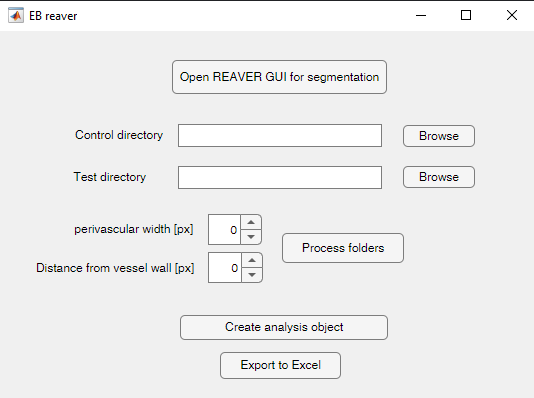 EB reaver
Open REAVER GUI for segmentation
Control directory
Browse
Test directory
Browse
perivascular width [px]
0
Process folders
Distance from vessel wall [px]
0
Create analysis object
Export to Excel